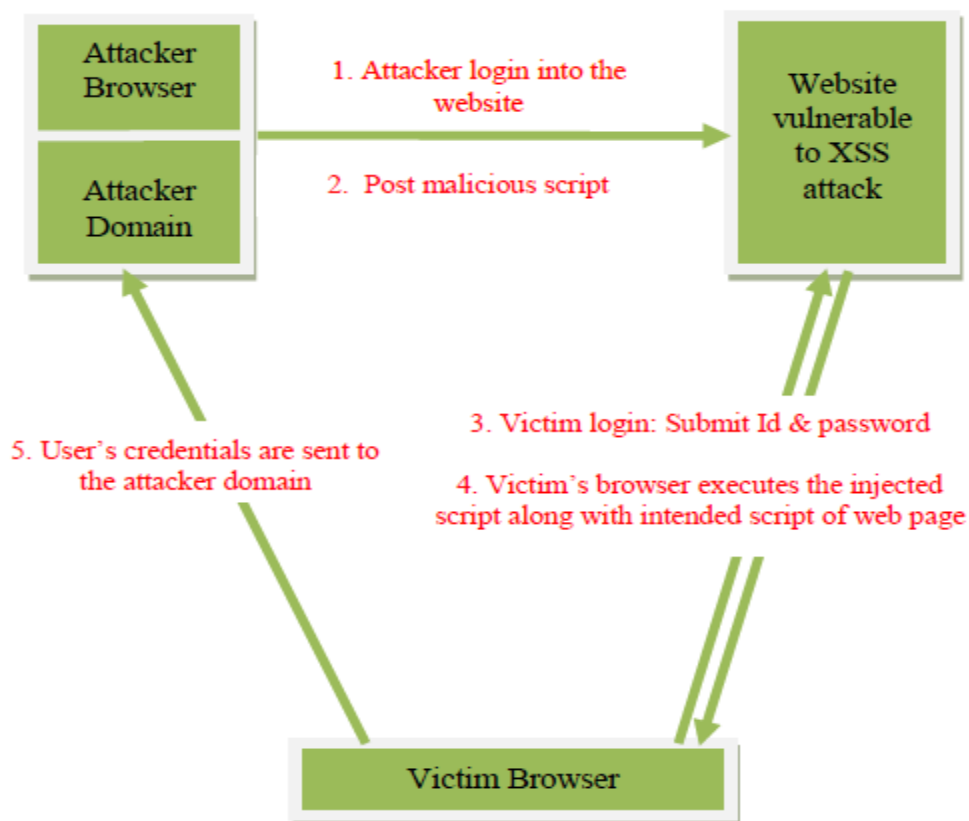 Attacker
Browser
Attacker
Domain
1. Attacker login into the
website
2. Post malicious script
Website
vulnerable
to XSS
attack
3. Victim login: Submit Id & password
4. Victim's browser executes the injected
script along with intended script of web page
5. User's credentials are sent to
the attacker domain
Victim Browser